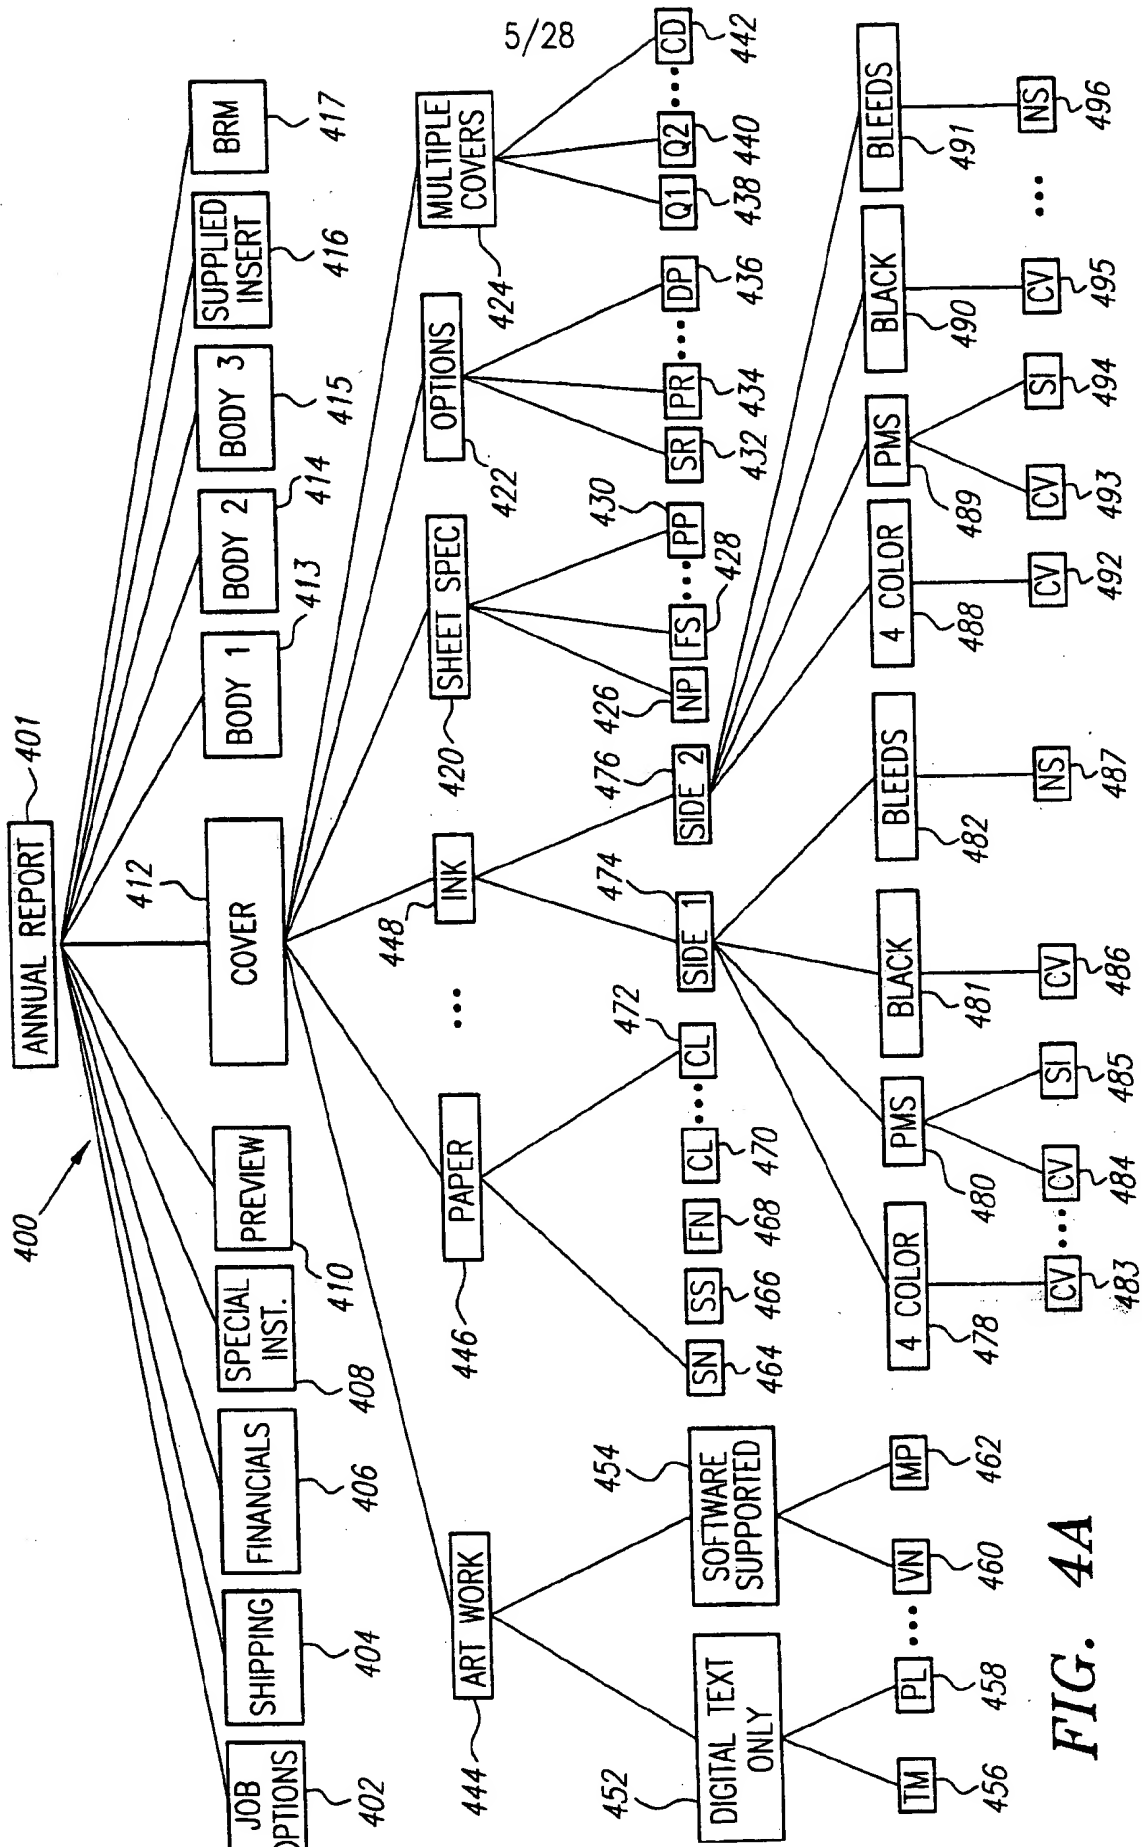 5/28
400
ANNUAL REPORT
401
JOB
OPTIONS
402
SHIPPING
404
FINANCIALS
406
SPECIAL
INST.
408
PREVIEW
410
COVER
412
BODY 1
413
BODY 2
414
BODY 3
415
SUPPLIED
INSERT
416
BRM
417
ART WORK
444
PAPER
446
...
INK
448
SHEET SPEC
420
OPTIONS
422
MULTIPLE
COVERS
424
DIGITAL TEXT
ONLY
452
SOFTWARE
SUPPORTED
454
SN
464
SS
466
FN
468
CL
470
...
CL
472
SIDE 1
474
SIDE 2
476
NP
426
FS
428
...
PP
430
SR
432
PR
434
...
DP
436
Q1
438
Q2
440
...
CD
442
TM
456
PL
458
...
VN
460
MP
462
4 COLOR
478
PMS
480
BLACK
481
BLEEDS
482
4 COLOR
488
PMS
489
BLACK
490
BLEEDS
491
CV
483
...
CV
484
SI
485
CV
486
NS
487
CV
492
CV
493
SI
494
CV
495
...
NS
496
FIG. 4A